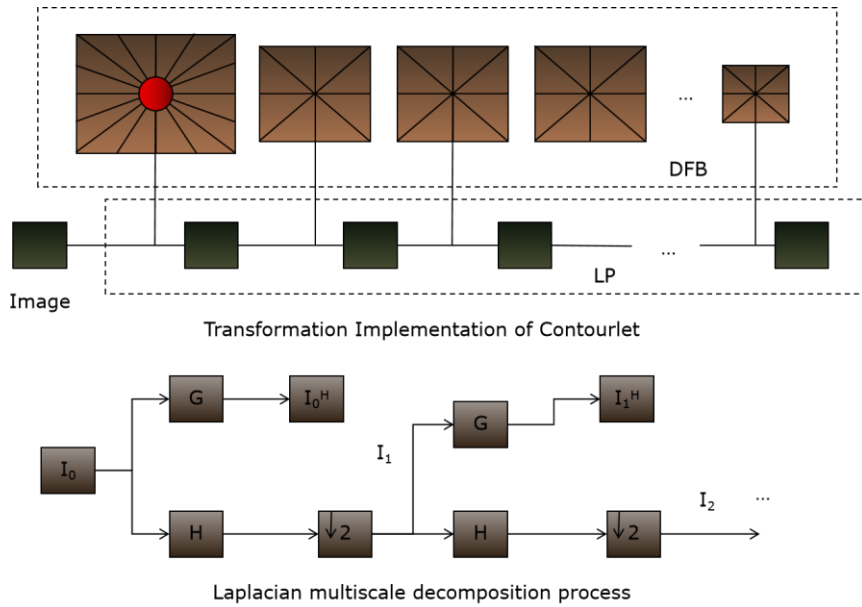 ...
DFB
...
LP
Image
Transformation Implementation of Contourlet
G
I₀ᴴ
I₁ᴴ
G
I₁
I₀
I₂
...
H
↓2
H
↓2
Laplacian multiscale decomposition process